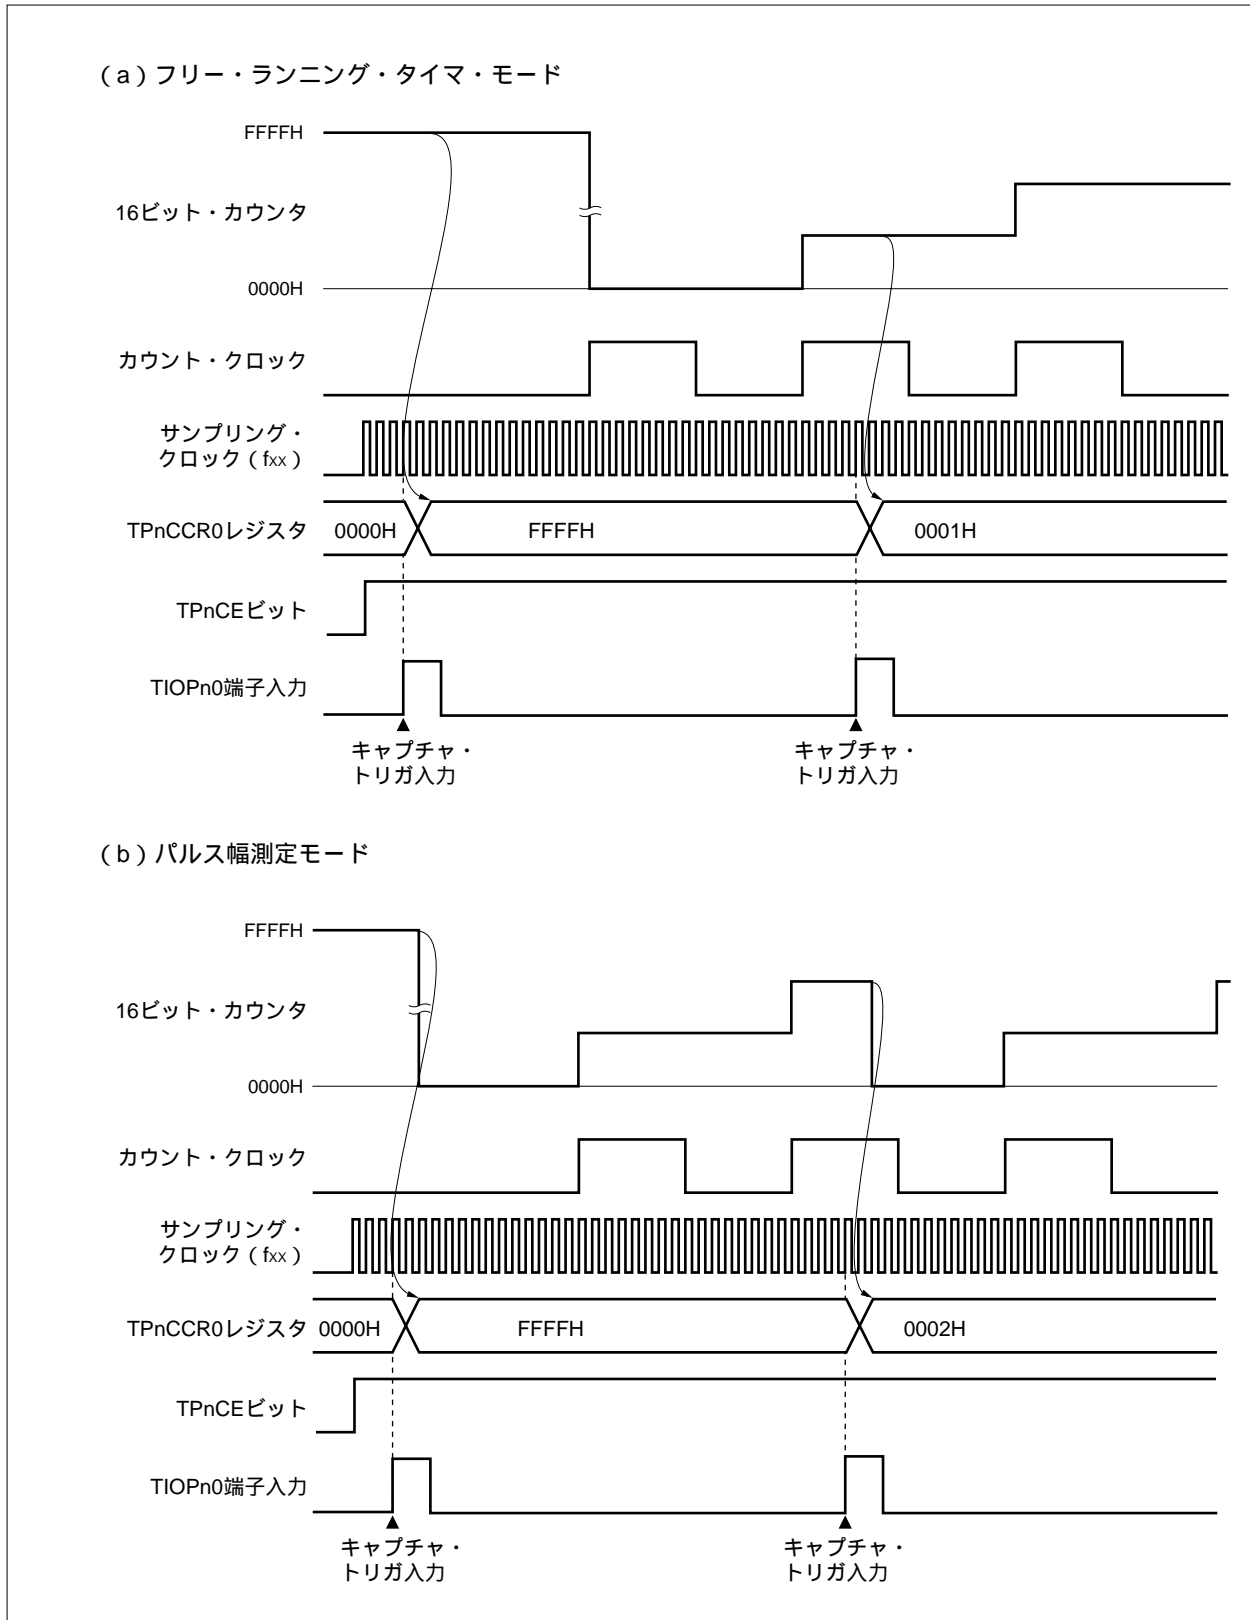 (a)フリー・ランニング・タイマ・モード
FFFFH
16ビット・カウンタ
0000H
カウント・クロック
サンプリング・
クロック(fxx)
TPnCCR0レジスタ 0000H FFFFH 0001H
TPnCEビット
TIOPn0端子入力
キャプチャ・ キャプチャ・
トリガ入力 トリガ入力
(b)パルス幅測定モード
FFFFH
16ビット・カウンタ
0000H
カウント・クロック
サンプリング・
クロック(fxx)
TPnCCR0レジスタ 0000H FFFFH 0002H
TPnCEビット
TIOPn0端子入力
キャプチャ・ キャプチャ・
トリガ入力 トリガ入力